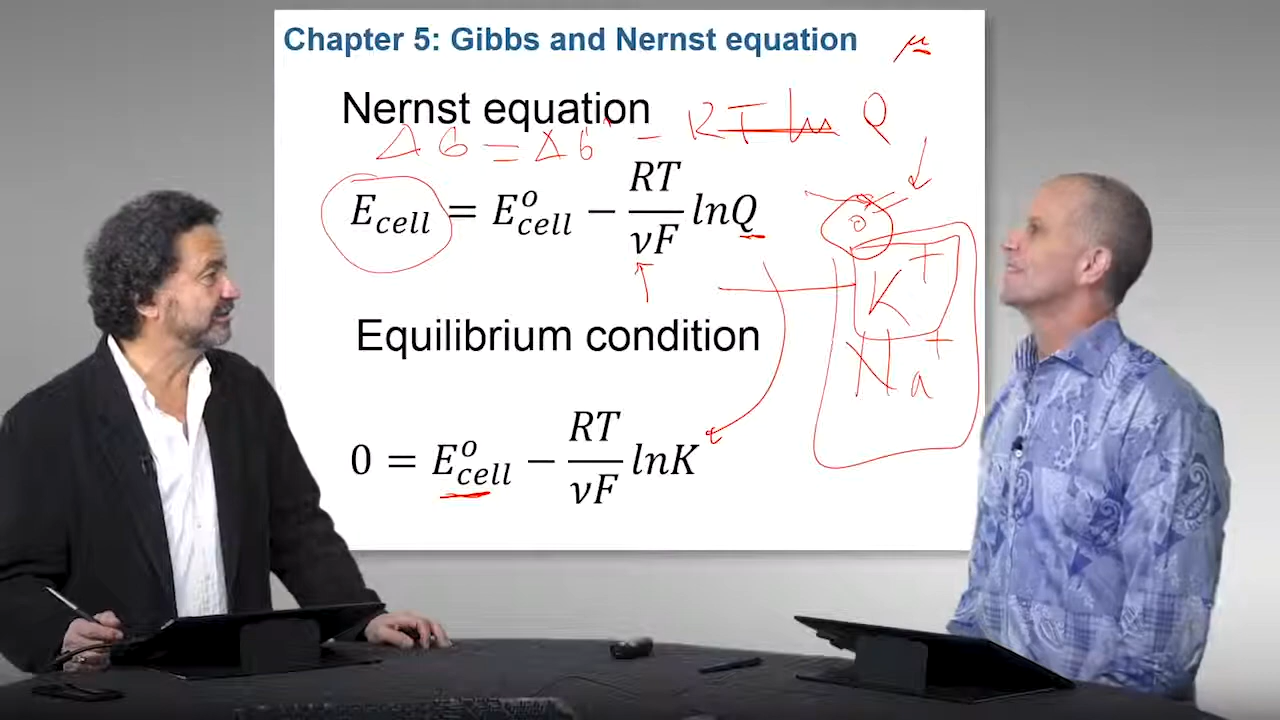 Chapter 5: Gibbs and Nernst equation
μ
Nernst equation
ΔG = ΔG° - RT ln Q
E_cell = E°_cell − RT/νF lnQ
0
K+
Na+
Equilibrium condition
0 = E°_cell − RT/νF lnK